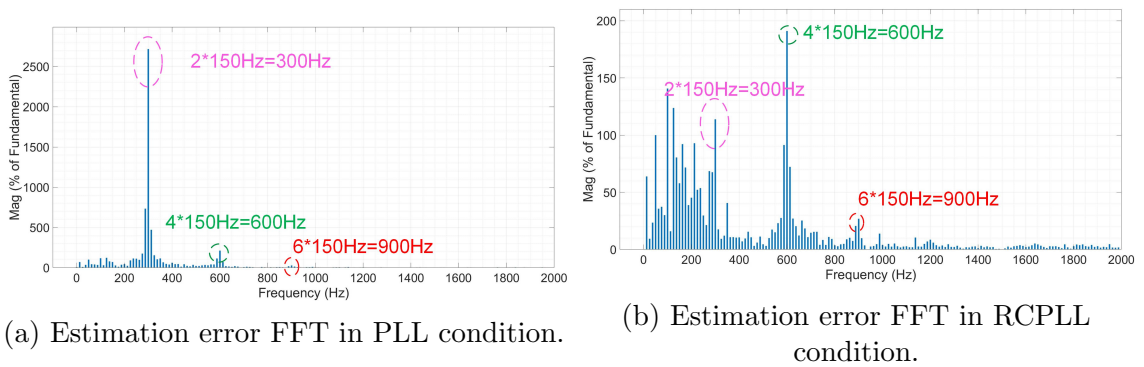 Mag (% of Fundamental)
2500
2000
1500
1000
500
0
2*150Hz=300Hz
4*150Hz=600Hz
6*150Hz=900Hz
0 200 400 600 800 1000 1200 1400 1600 1800 2000
Frequency (Hz)
(a) Estimation error FFT in PLL condition.
Mag (% of Fundamental)
200
150
100
50
0
4*150Hz=600Hz
2*150Hz=300Hz
6*150Hz=900Hz
0 200 400 600 800 1000 1200 1400 1600 1800 2000
Frequency (Hz)
(b) Estimation error FFT in RCPLL
condition.